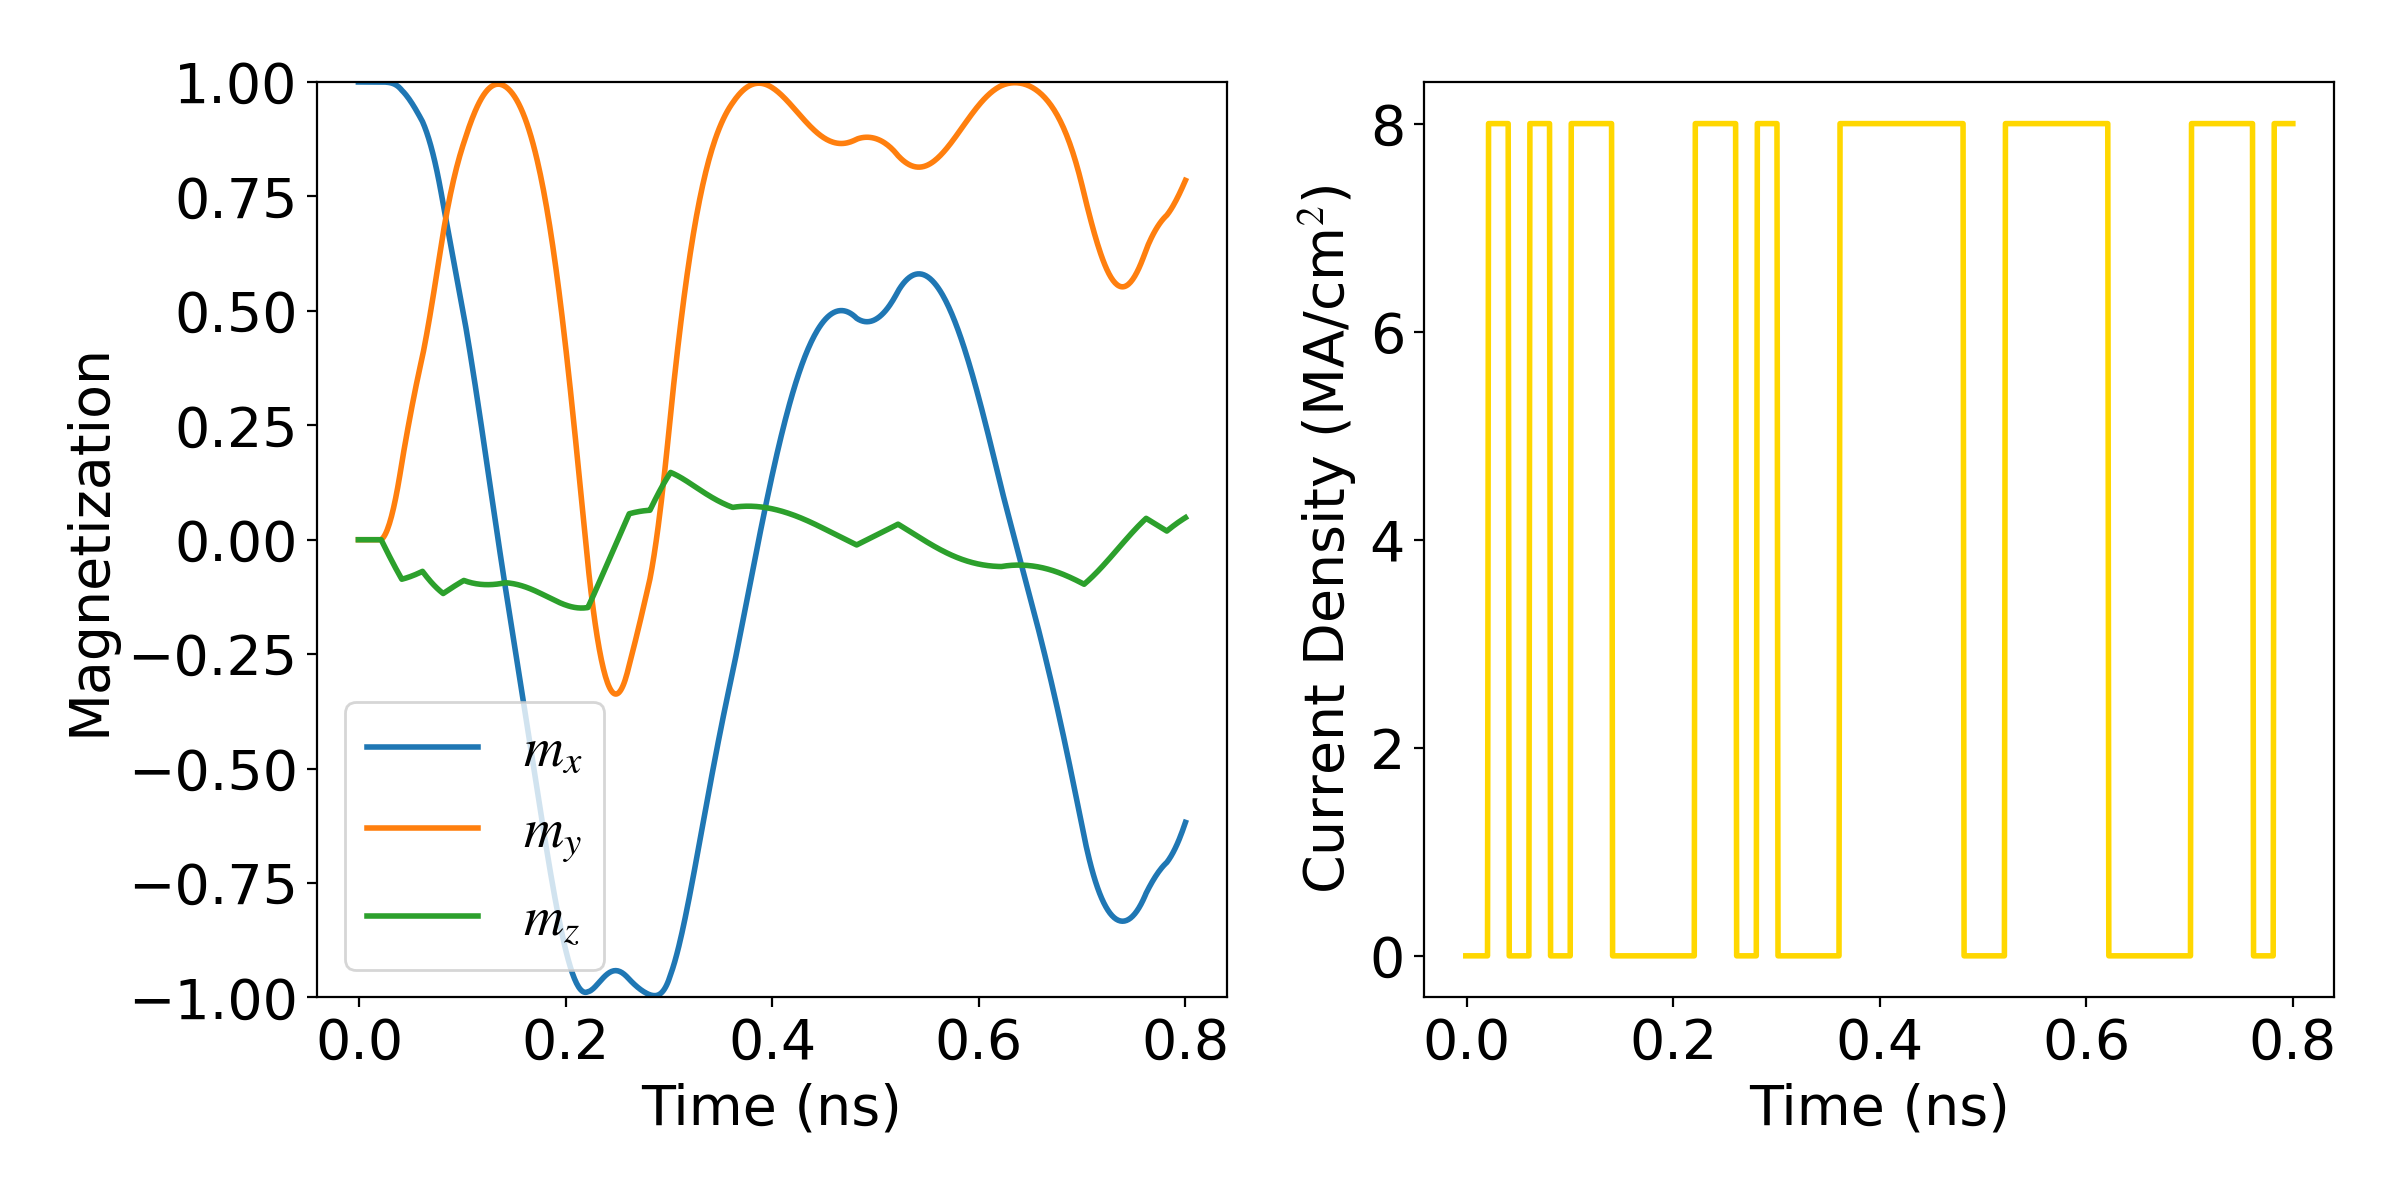 Magnetization
1.00
0.75
0.50
0.25
0.00
−0.25
−0.50
−0.75
−1.00
0.0 0.2 0.4 0.6 0.8
Time (ns)
mₓ
m_y
m_z
Current Density (MA/cm²)
8
6
4
2
0
0.0 0.2 0.4 0.6 0.8
Time (ns)